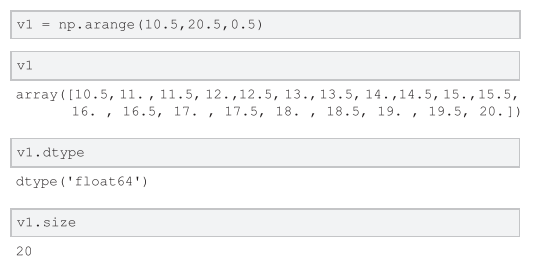 v1 = np.arange(10.5,20.5,0.5)
v1
array([10.5, 11. , 11.5, 12.,12.5, 13.,13.5, 14.,14.5, 15.,15.5,
16. , 16.5, 17. , 17.5, 18. , 18.5, 19. , 19.5, 20.])
v1.dtype
dtype('float64')
v1.size
20